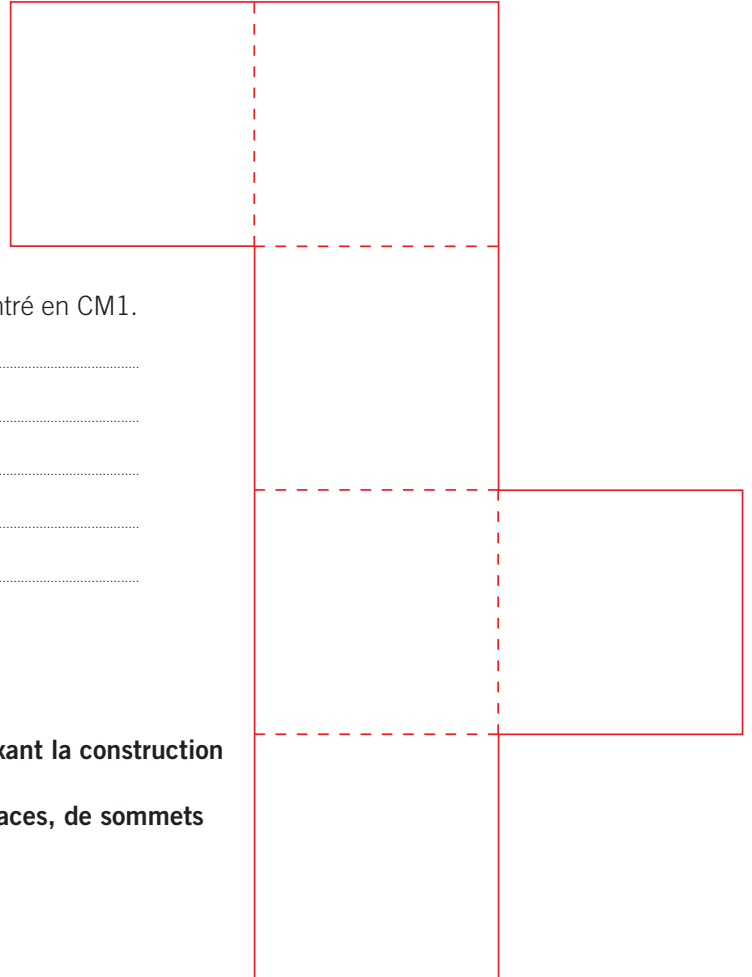 ntré en CM1.
xant la construction
aces, de sommets